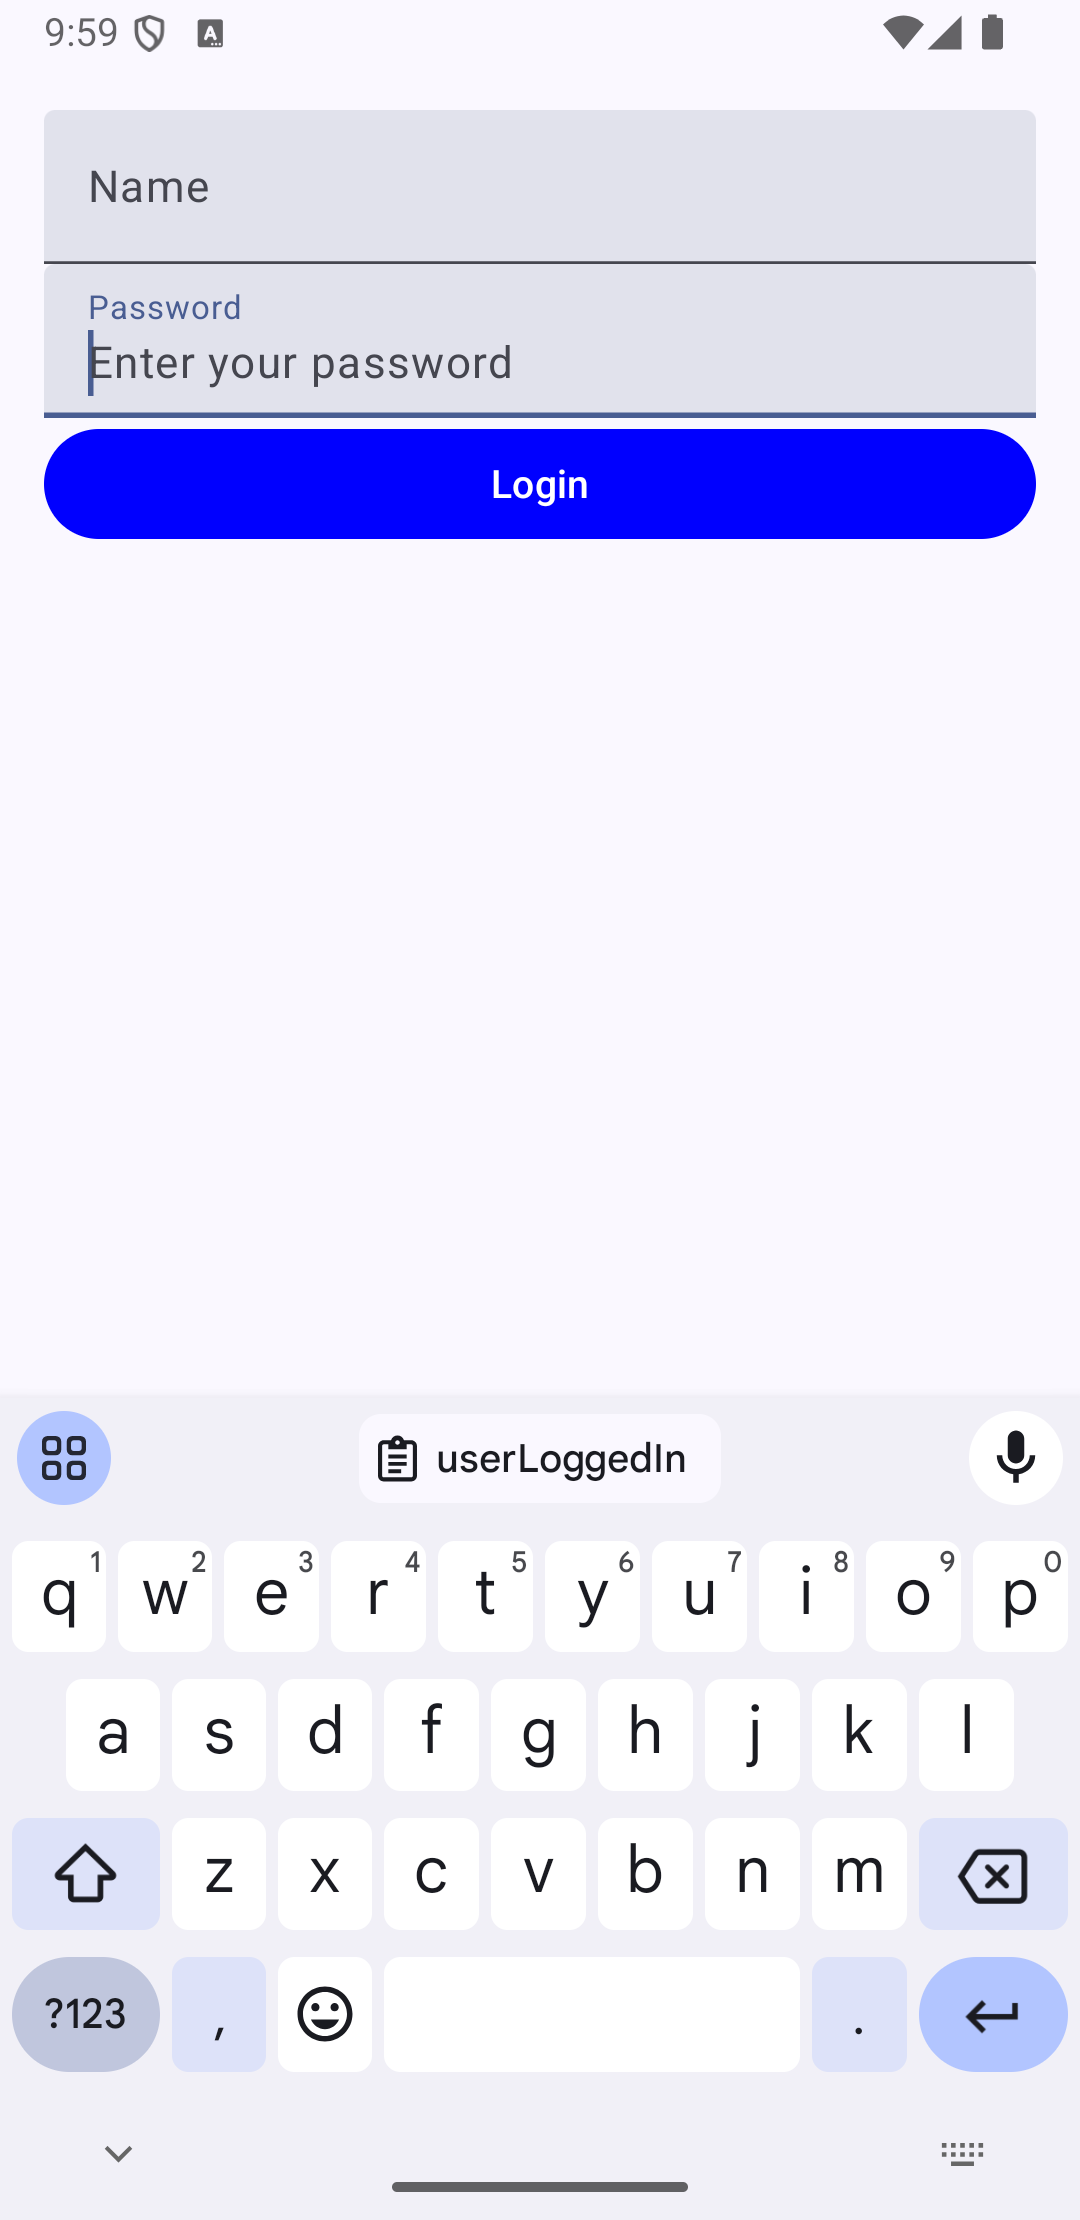 9:59
Name
Password
Enter your password
Login
userLoggedIn
q 1 w 2 e 3 r 4 t 5 y 6 u 7 i 8 o 9 p 0
a s d f g h j k l
z x c v b n m
?123 , .